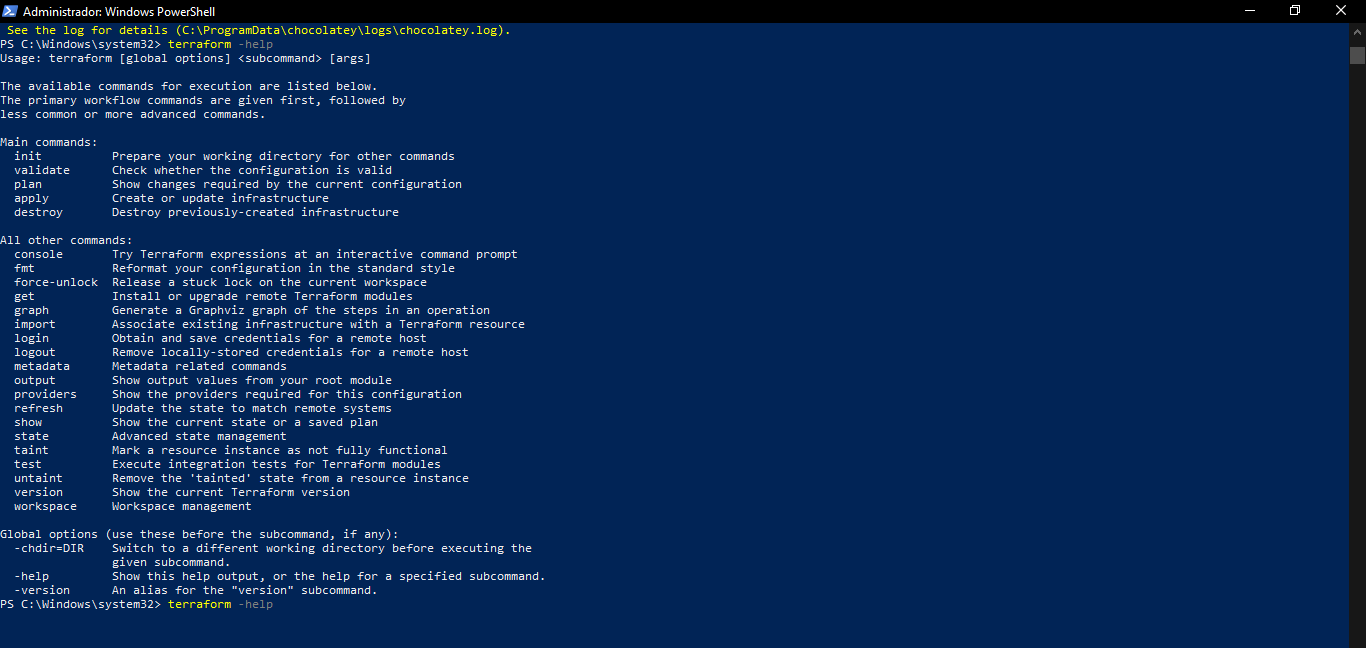 Administrador: Windows PowerShell
See the log for details (C:\ProgramData\chocolatey\logs\chocolatey.log).
PS C:\Windows\system32> terraform -help
Usage: terraform [global options] <subcommand> [args]
The available commands for execution are listed below.
The primary workflow commands are given first, followed by
less common or more advanced commands.
Main commands:
  init          Prepare your working directory for other commands
  validate      Check whether the configuration is valid
  plan          Show changes required by the current configuration
  apply         Create or update infrastructure
  destroy       Destroy previously-created infrastructure
All other commands:
  console       Try Terraform expressions at an interactive command prompt
  fmt           Reformat your configuration in the standard style
  force-unlock  Release a stuck lock on the current workspace
  get           Install or upgrade remote Terraform modules
  graph         Generate a Graphviz graph of the steps in an operation
  import        Associate existing infrastructure with a Terraform resource
  login         Obtain and save credentials for a remote host
  logout        Remove locally-stored credentials for a remote host
  metadata      Metadata related commands
  output        Show output values from your root module
  providers     Show the providers required for this configuration
  refresh       Update the state to match remote systems
  show          Show the current state or a saved plan
  state         Advanced state management
  taint         Mark a resource instance as not fully functional
  test          Execute integration tests for Terraform modules
  untaint       Remove the 'tainted' state from a resource instance
  version       Show the current Terraform version
  workspace     Workspace management
Global options (use these before the subcommand, if any):
  -chdir=DIR    Switch to a different working directory before executing the
                given subcommand.
  -help         Show this help output, or the help for a specified subcommand.
  -version      An alias for the "version" subcommand.
PS C:\Windows\system32> terraform -help